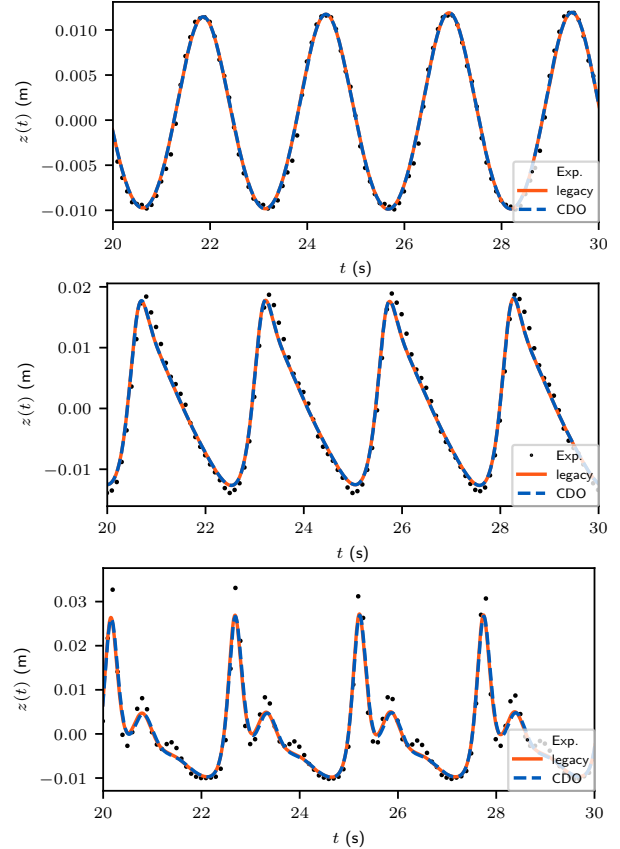 0.010
0.005
0.000
−0.005
−0.010
z(t) (m)
20 22 24 26 28 30
t (s)
Exp.
legacy
CDO
0.02
0.01
0.00
−0.01
z(t) (m)
20 22 24 26 28 30
t (s)
Exp.
legacy
CDO
0.03
0.02
0.01
0.00
−0.01
z(t) (m)
20 22 24 26 28 30
t (s)
Exp.
legacy
CDO